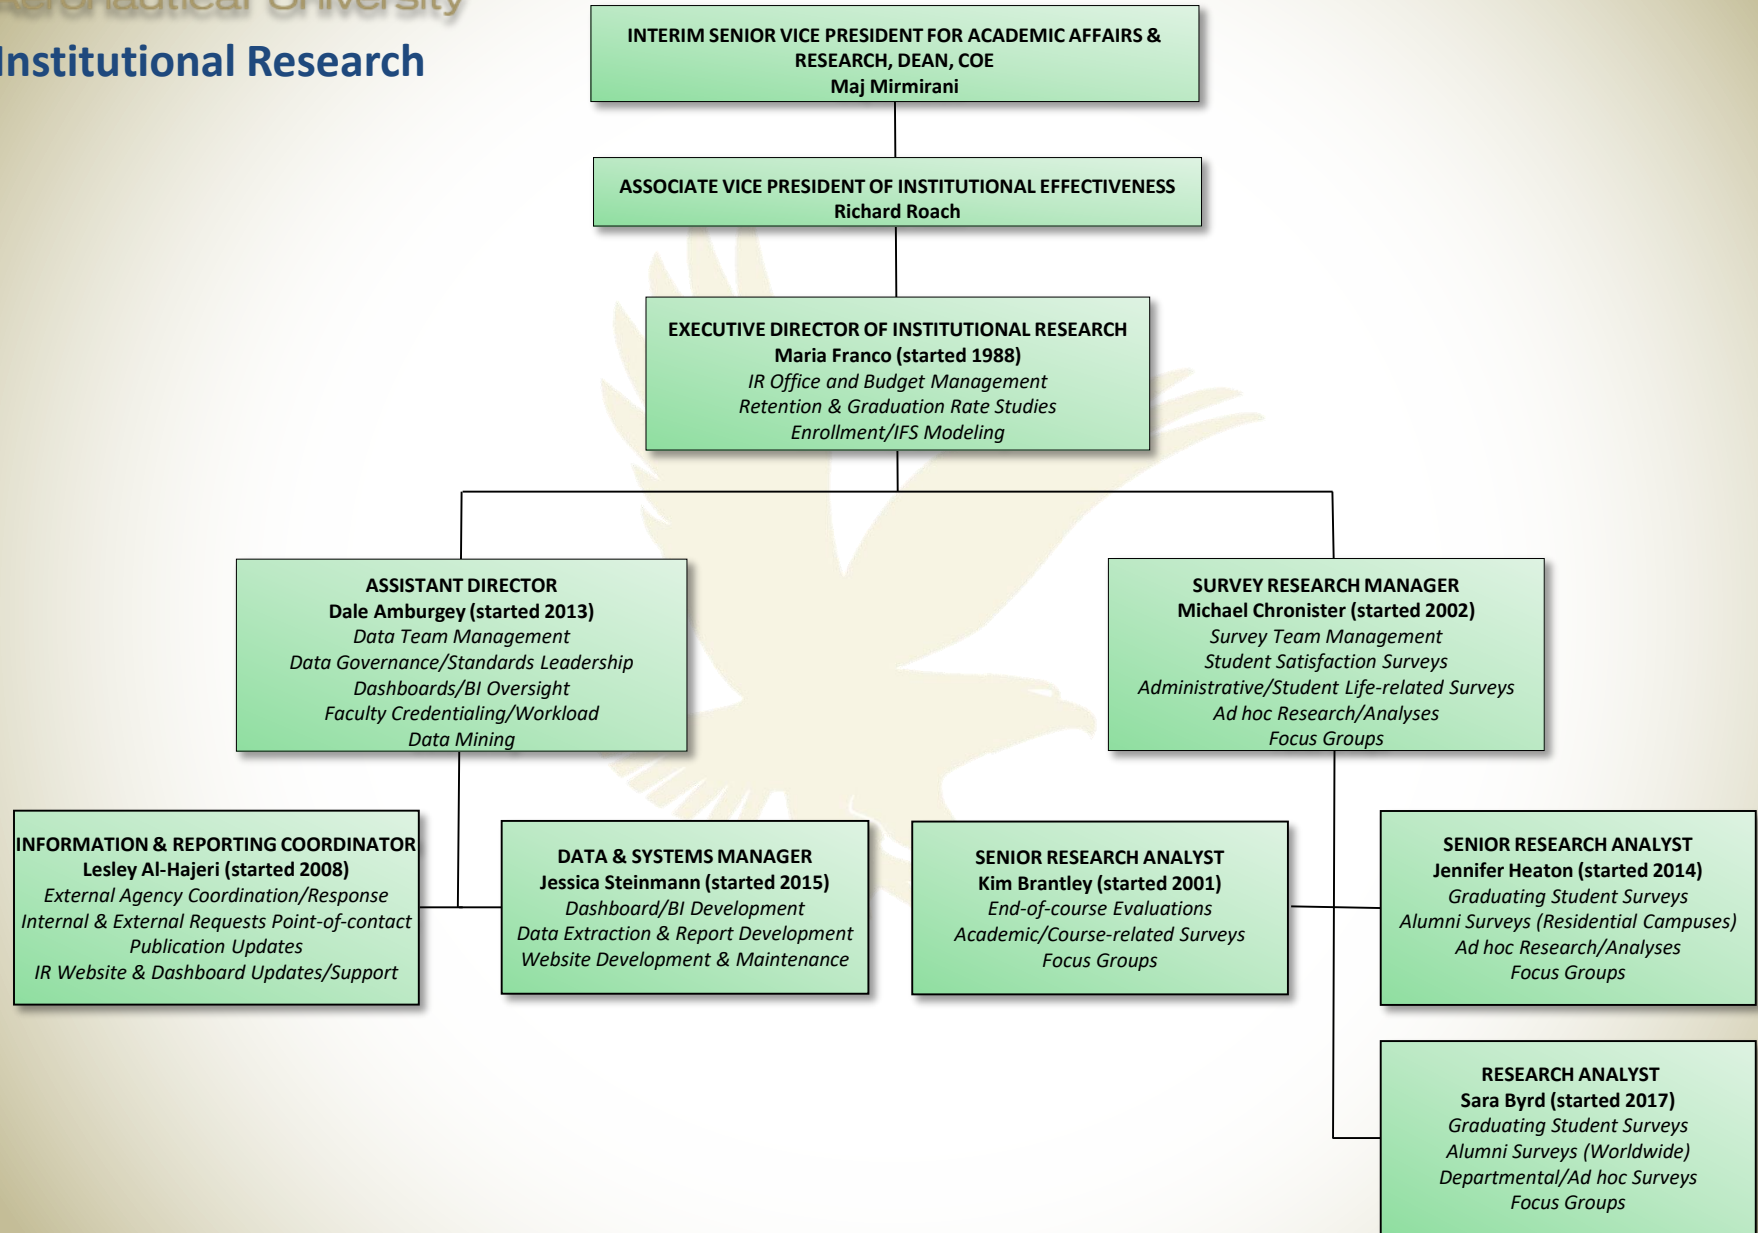 Aeronautical University
Institutional Research
INTERIM SENIOR VICE PRESIDENT FOR ACADEMIC AFFAIRS &
RESEARCH, DEAN, COE
Maj Mirmirani
ASSOCIATE VICE PRESIDENT OF INSTITUTIONAL EFFECTIVENESS
Richard Roach
EXECUTIVE DIRECTOR OF INSTITUTIONAL RESEARCH
Maria Franco (started 1988)
IR Office and Budget Management
Retention & Graduation Rate Studies
Enrollment/IFS Modeling
ASSISTANT DIRECTOR
Dale Amburgey (started 2013)
Data Team Management
Data Governance/Standards Leadership
Dashboards/BI Oversight
Faculty Credentialing/Workload
Data Mining
SURVEY RESEARCH MANAGER
Michael Chronister (started 2002)
Survey Team Management
Student Satisfaction Surveys
Administrative/Student Life-related Surveys
Ad hoc Research/Analyses
Focus Groups
INFORMATION & REPORTING COORDINATOR
Lesley Al-Hajeri (started 2008)
External Agency Coordination/Response
Internal & External Requests Point-of-contact
Publication Updates
IR Website & Dashboard Updates/Support
DATA & SYSTEMS MANAGER
Jessica Steinmann (started 2015)
Dashboard/BI Development
Data Extraction & Report Development
Website Development & Maintenance
SENIOR RESEARCH ANALYST
Kim Brantley (started 2001)
End-of-course Evaluations
Academic/Course-related Surveys
Focus Groups
SENIOR RESEARCH ANALYST
Jennifer Heaton (started 2014)
Graduating Student Surveys
Alumni Surveys (Residential Campuses)
Ad hoc Research/Analyses
Focus Groups
RESEARCH ANALYST
Sara Byrd (started 2017)
Graduating Student Surveys
Alumni Surveys (Worldwide)
Departmental/Ad hoc Surveys
Focus Groups